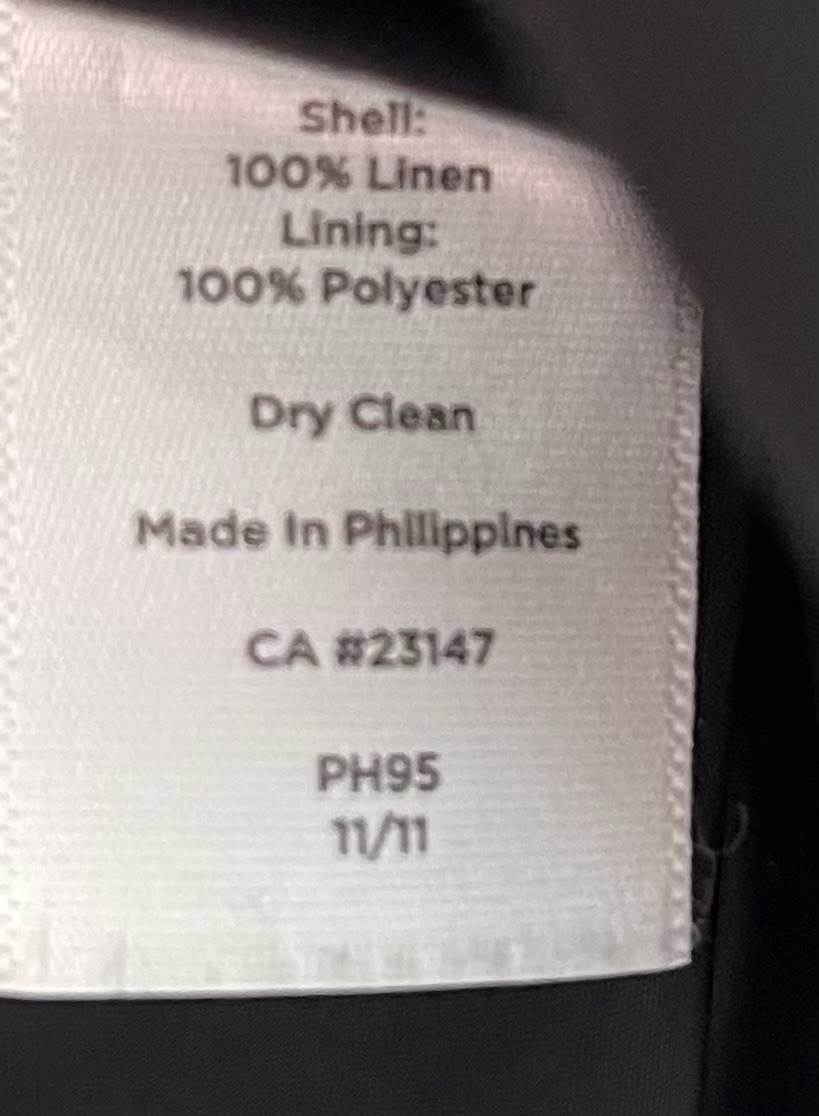 Shell:
100% Linen
Lining:
100% Polyester
Dry Clean
Made In Philippines
CA #23147
PH95
11/11